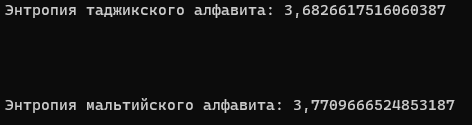 Энтропия таджикского алфавита: 3,6826617516060387
Энтропия мальтийского алфавита: 3,7709666524853187